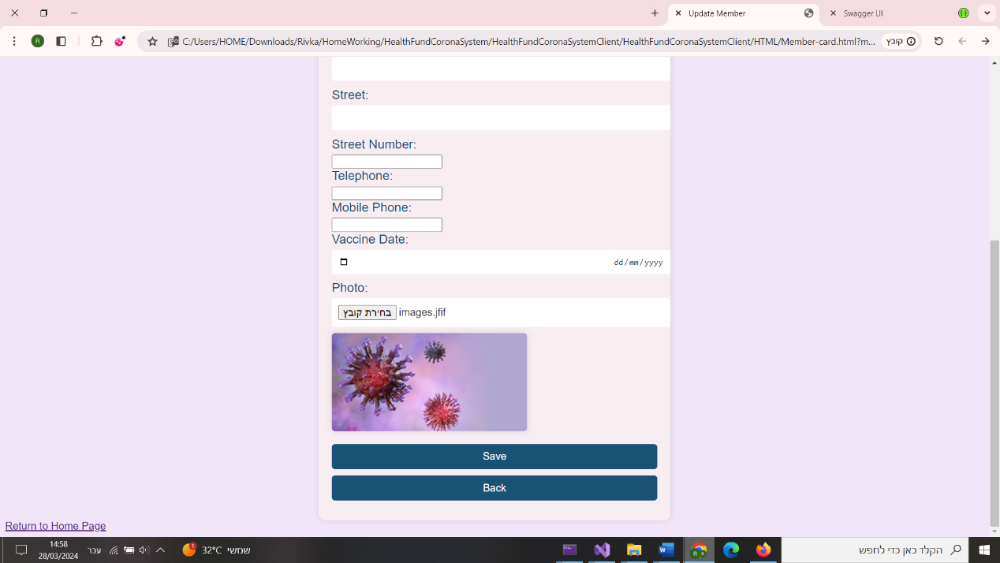 Update Member
Swagger UI
R
C:/Users/HOME/Downloads/Rivka/HomeWorking/HealthFundCoronaSystem/HealthFundCoronaSystemClient/HealthFundCoronaSystemClient/HTML/Member-card.html?m...
קובץ
Street:
Street Number:
Telephone:
Mobile Phone:
Vaccine Date:
dd/mm/yyyy
Photo:
בחירת קובץ images.jfif
Save
Back
Return to Home Page
14:58
28/03/2024
עבר
1
32°C שמשי
הקלד כאן כדי לחפש